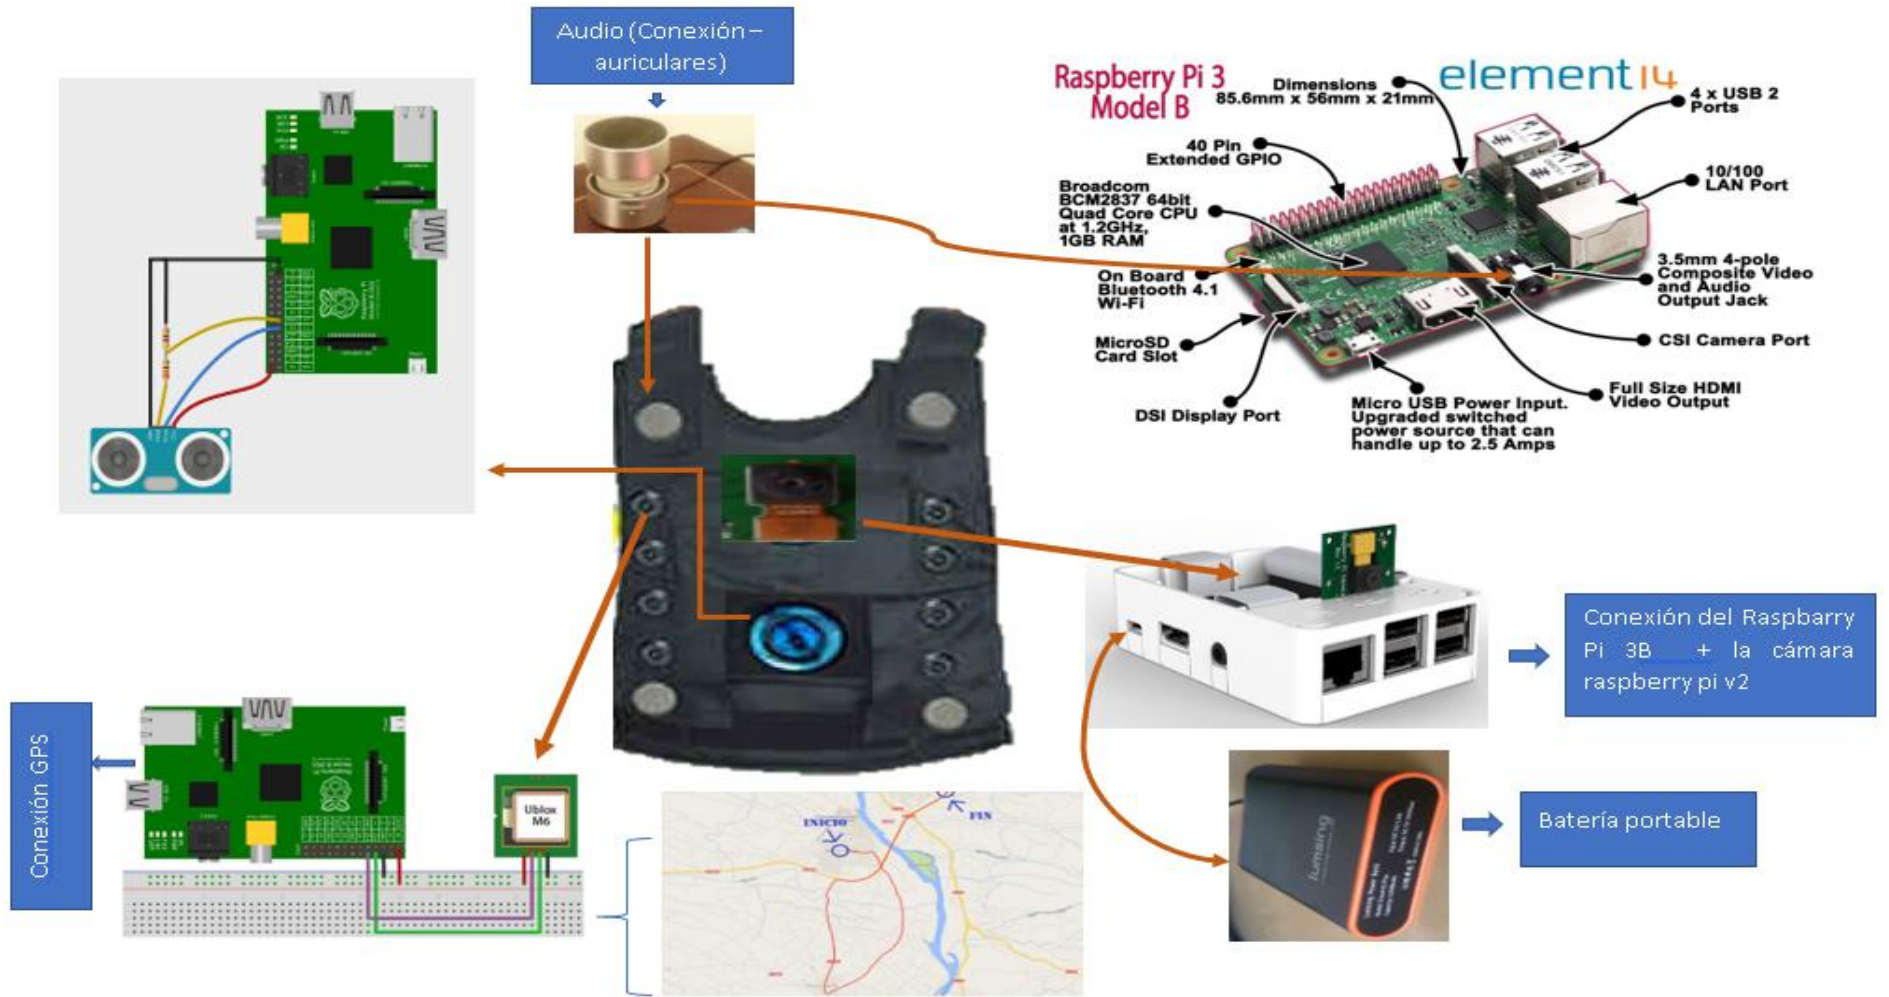 Audio (Conexión –
auriculares)
Raspberry Pi 3
Model B
element14
Dimensions
85.6mm x 56mm x 21mm
4 x USB 2
Ports
40 Pin
Extended GPIO
10/100
LAN Port
Broadcom
BCM2837 64bit
Quad Core CPU
at 1.2GHz,
1GB RAM
On Board
Bluetooth 4.1
Wi-Fi
3.5mm 4-pole
Composite Video
and Audio
Output Jack
MicroSD
Card Slot
CSI Camera Port
DSI Display Port
Micro USB Power Input.
Upgraded switched
power source that can
handle up to 2.5 Amps
Full Size HDMI
Video Output
Conexión del Raspbarry
Pi 3B + la cámara
raspberry pi v2
Conexión GPS
Ublox
M6
INICIO
FIN
lumsing
Batería portable